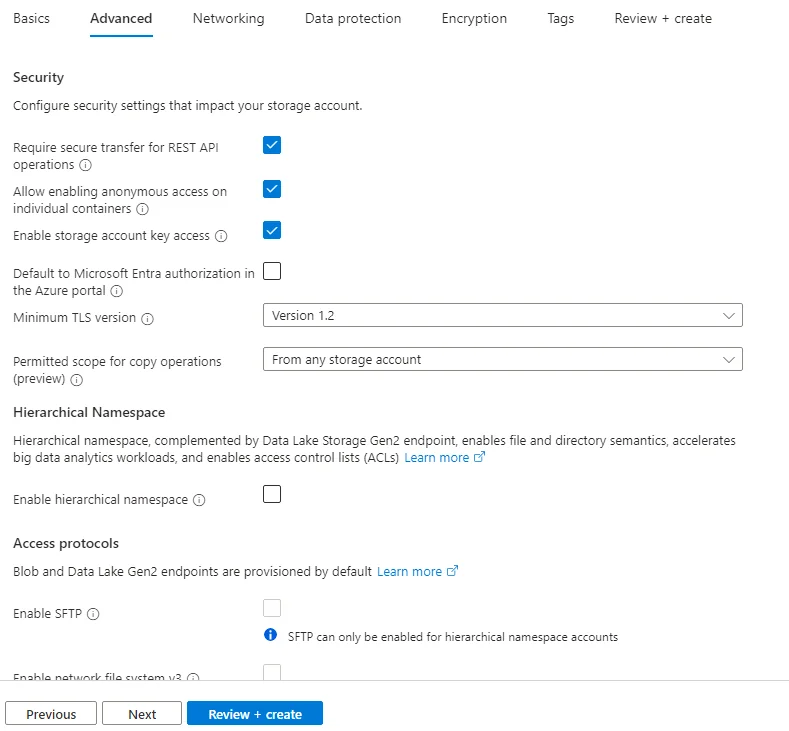 Basics Advanced Networking Data protection Encryption Tags Review + create
Security
Configure security settings that impact your storage account.
Require secure transfer for REST API
operations
Allow enabling anonymous access on
individual containers
Enable storage account key access
Default to Microsoft Entra authorization in
the Azure portal
Minimum TLS version
Version 1.2
Permitted scope for copy operations
(preview)
From any storage account
Hierarchical Namespace
Hierarchical namespace, complemented by Data Lake Storage Gen2 endpoint, enables file and directory semantics, accelerates
big data analytics workloads, and enables access control lists (ACLs) Learn more
Enable hierarchical namespace
Access protocols
Blob and Data Lake Gen2 endpoints are provisioned by default Learn more
Enable SFTP
SFTP can only be enabled for hierarchical namespace accounts
Enable network file system v3
Previous Next Review + create